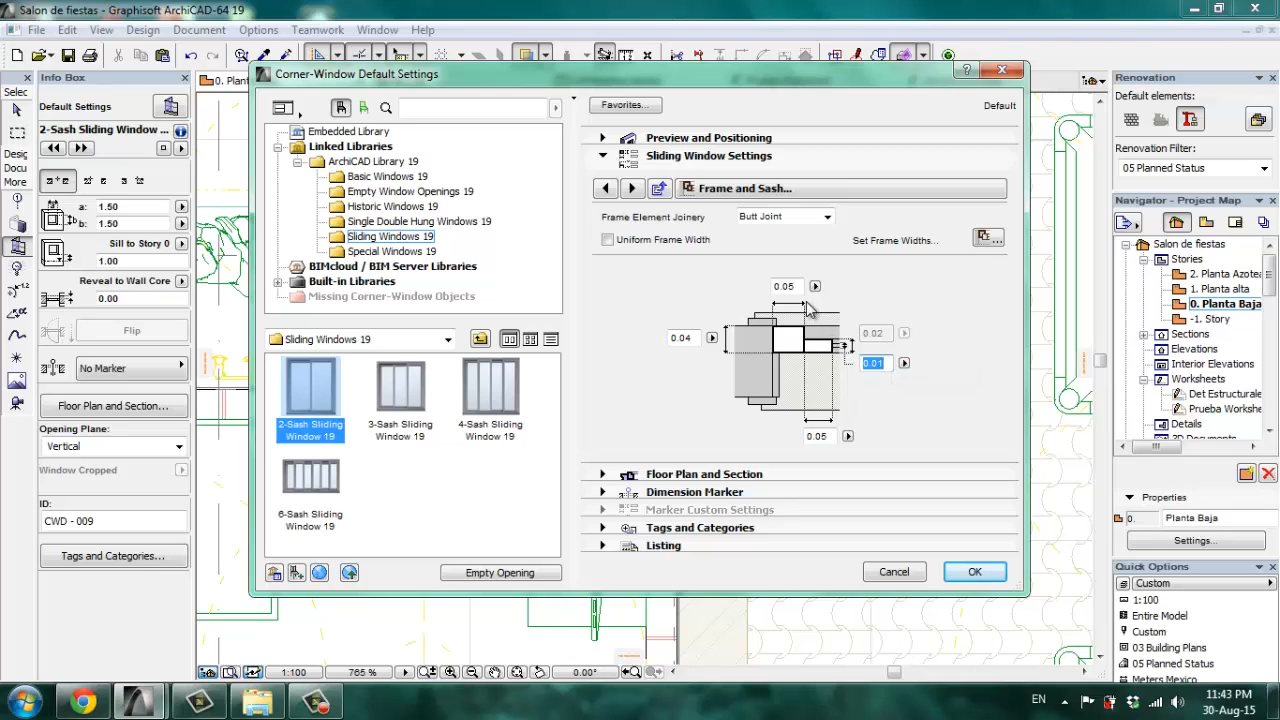 Salon de fiestas - Graphisoft ArchiCAD-64 19
File Edit View Design Document Options Teamwork Window Help
Info Box
Default Settings
2-Sash Sliding Window ...
a: 1.50
b: 1.50
Sill to Story 0
1.00
Reveal to Wall Core
0.00
Flip
No Marker
Floor Plan and Section...
Opening Plane:
Vertical
Window Cropped
ID:
CWD - 009
Tags and Categories...
Selec
Desig
Docu
More
0. Planta
Corner-Window Default Settings
Embedded Library
Linked Libraries
ArchiCAD Library 19
Basic Windows 19
Empty Window Openings 19
Historic Windows 19
Single Double Hung Windows 19
Sliding Windows 19
Special Windows 19
BIMcloud / BIM Server Libraries
Built-in Libraries
Missing Corner-Window Objects
Sliding Windows 19
2-Sash Sliding Window 19
3-Sash Sliding Window 19
4-Sash Sliding Window 19
6-Sash Sliding Window 19
Empty Opening
Favorites...
Default
Preview and Positioning
Sliding Window Settings
Frame and Sash...
Frame Element Joinery
Butt Joint
Uniform Frame Width
Set Frame Widths...
0.05
0.04
0.02
0.01
0.05
Floor Plan and Section
Dimension Marker
Marker Custom Settings
Tags and Categories
Listing
Cancel
OK
Renovation
Default elements:
Renovation Filter:
05 Planned Status
Navigator - Project Map
Salon de fiestas
Stories
2. Planta Azote
1. Planta alta
0. Planta Baja
-1. Story
Sections
Elevations
Interior Elevations
Worksheets
Det Estructurale
Prueba Workshe
Details
3D Documents
Properties
0. Planta Baja
Settings...
Quick Options
Custom
1:100
Entire Model
Custom
03 Building Plans
05 Planned Status
Meters Mexico
1:100
765 %
0.00°
EN
11:43 PM
30-Aug-15